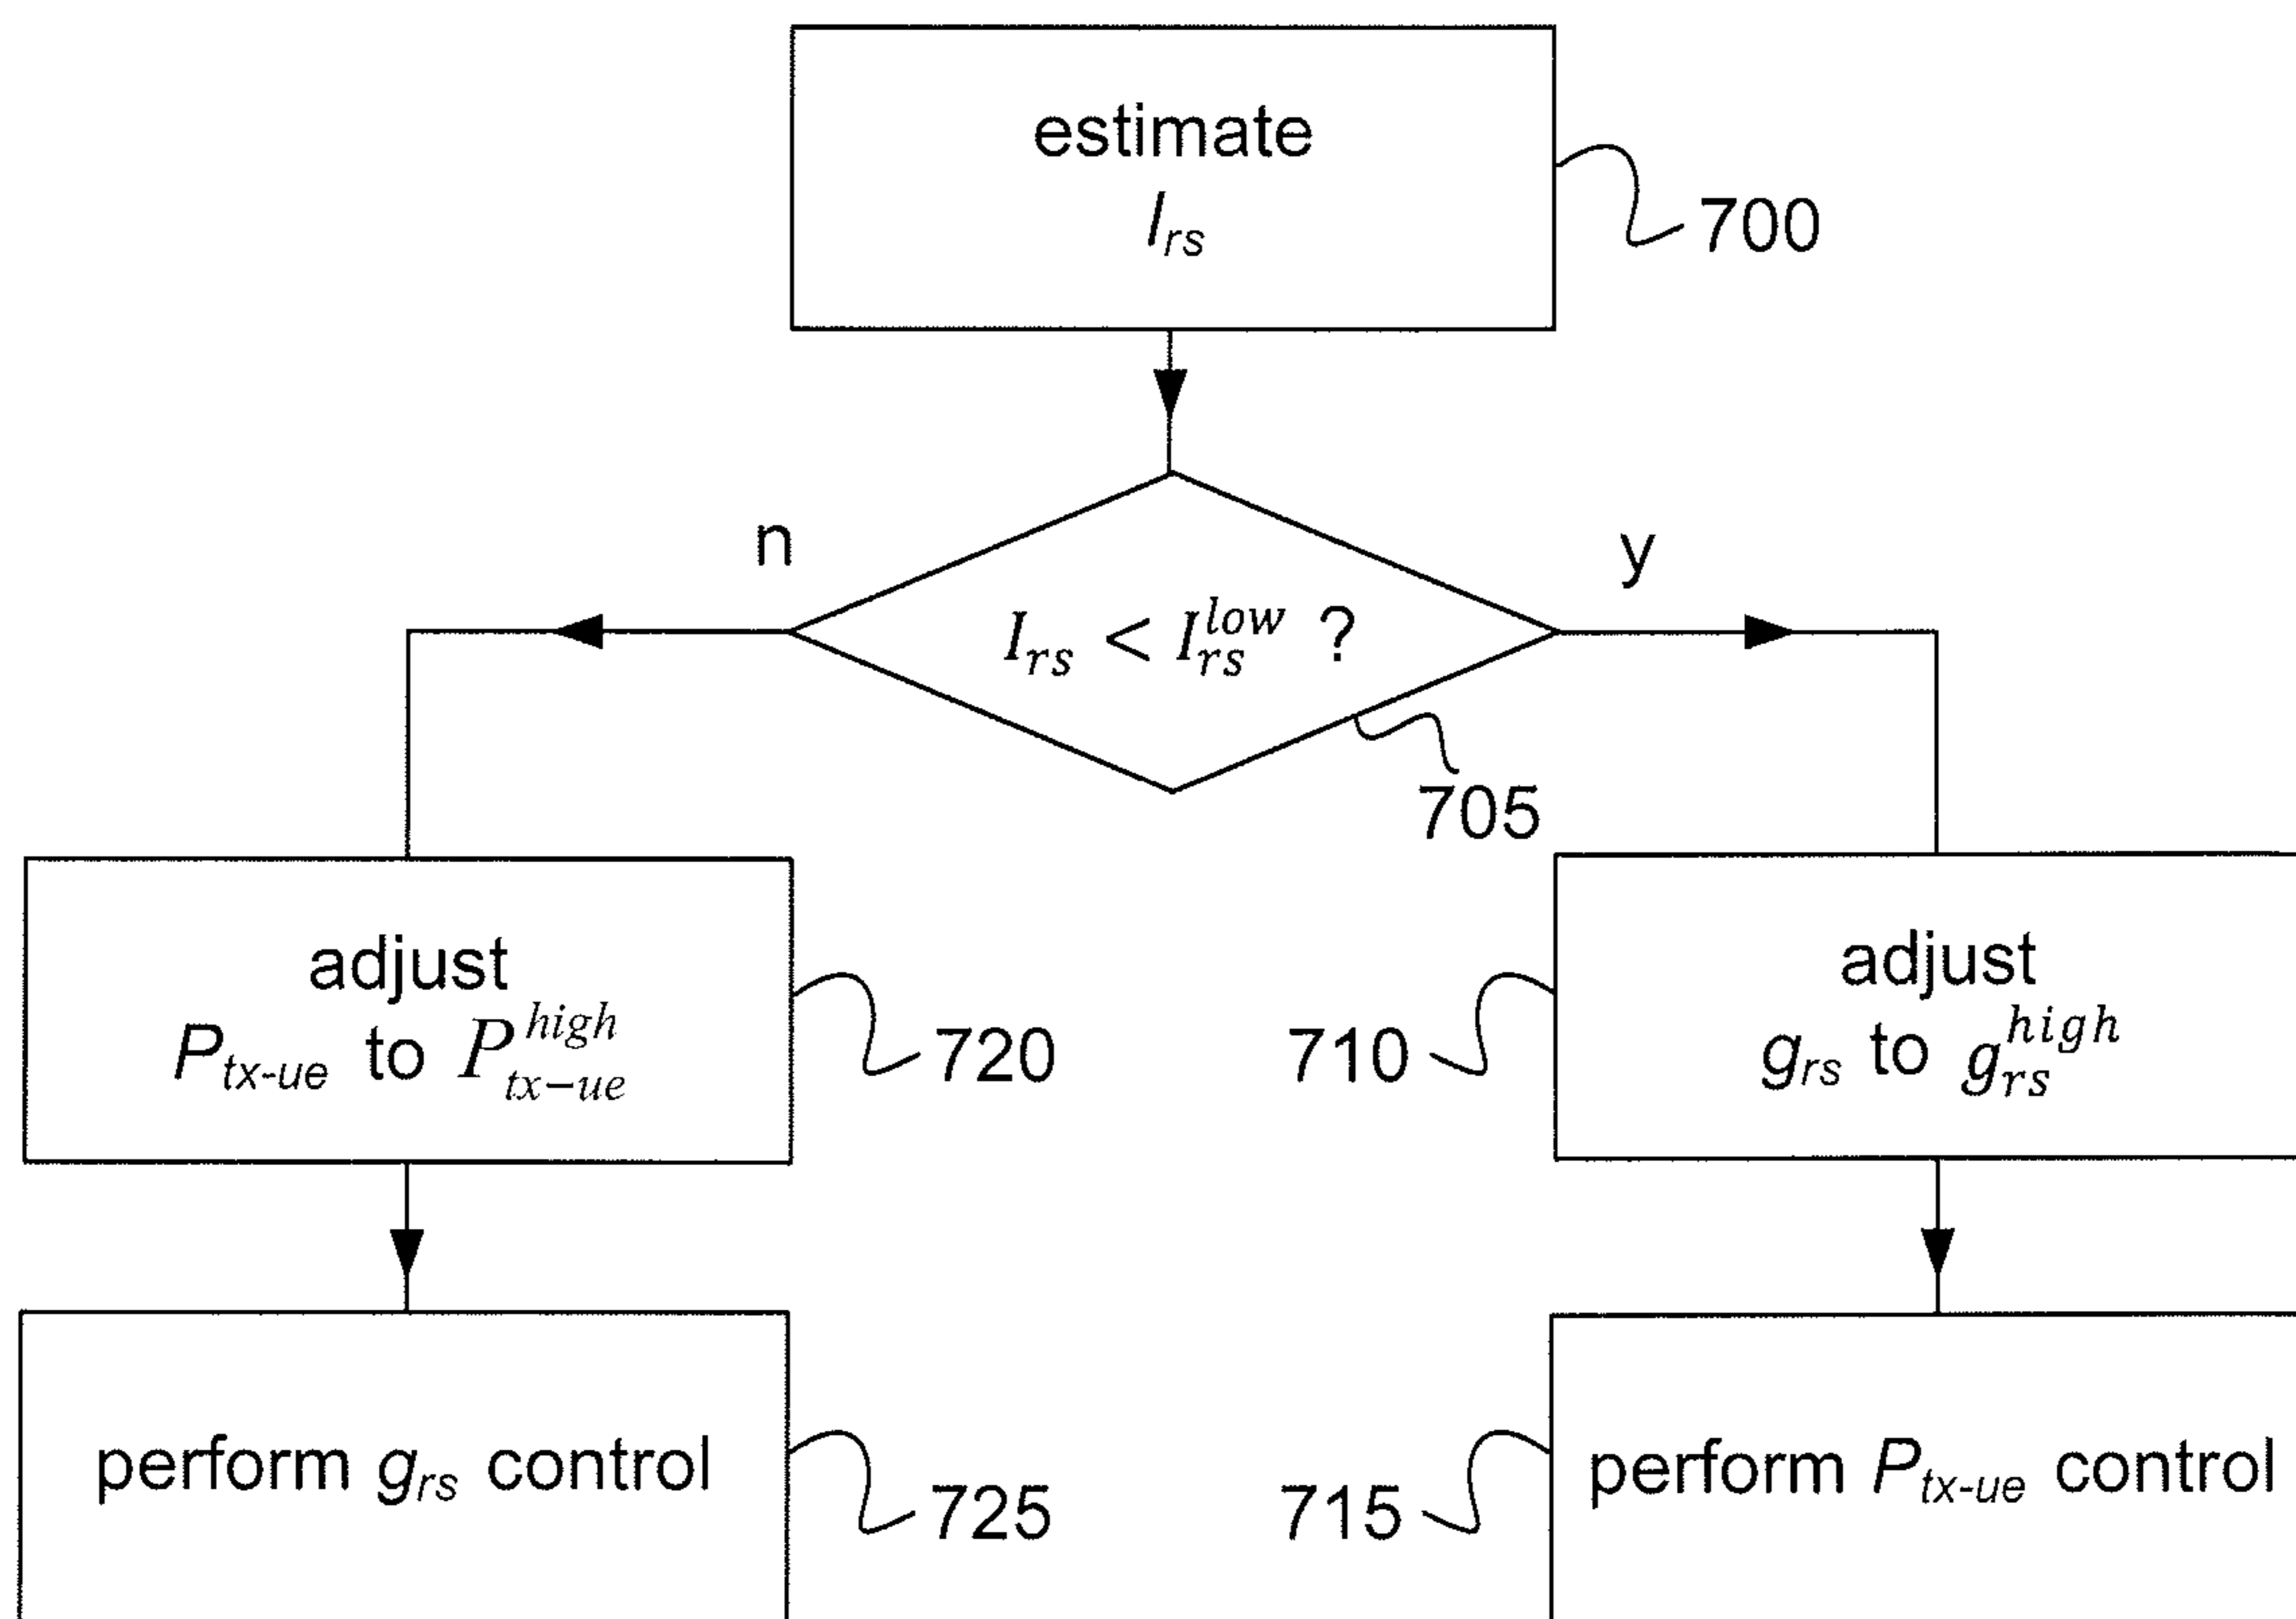 estimate
I_rs
700
n
y
I_rs < I_rs^low ?
705
adjust
P_tx-ue to P_tx-ue^high
720
710
adjust
g_rs to g_rs^high
perform g_rs control
725
715
perform P_tx-ue control